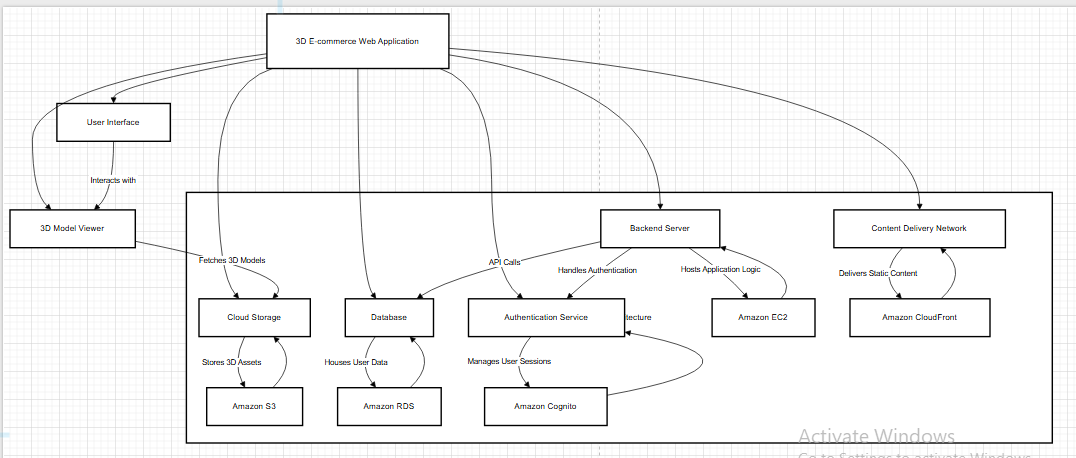 3D E-commerce Web Application
User Interface
Interacts with
3D Model Viewer
Backend Server
Content Delivery Network
Fetches 3D Models
API Calls
Handles Authentication
Hosts Application Logic
Delivers Static Content
Cloud Storage
Database
Authentication Service
tecture
Amazon EC2
Amazon CloudFront
Stores 3D Assets
Houses User Data
Manages User Sessions
Amazon S3
Amazon RDS
Amazon Cognito
Activate Windows
Go to Settings to activate Windows.